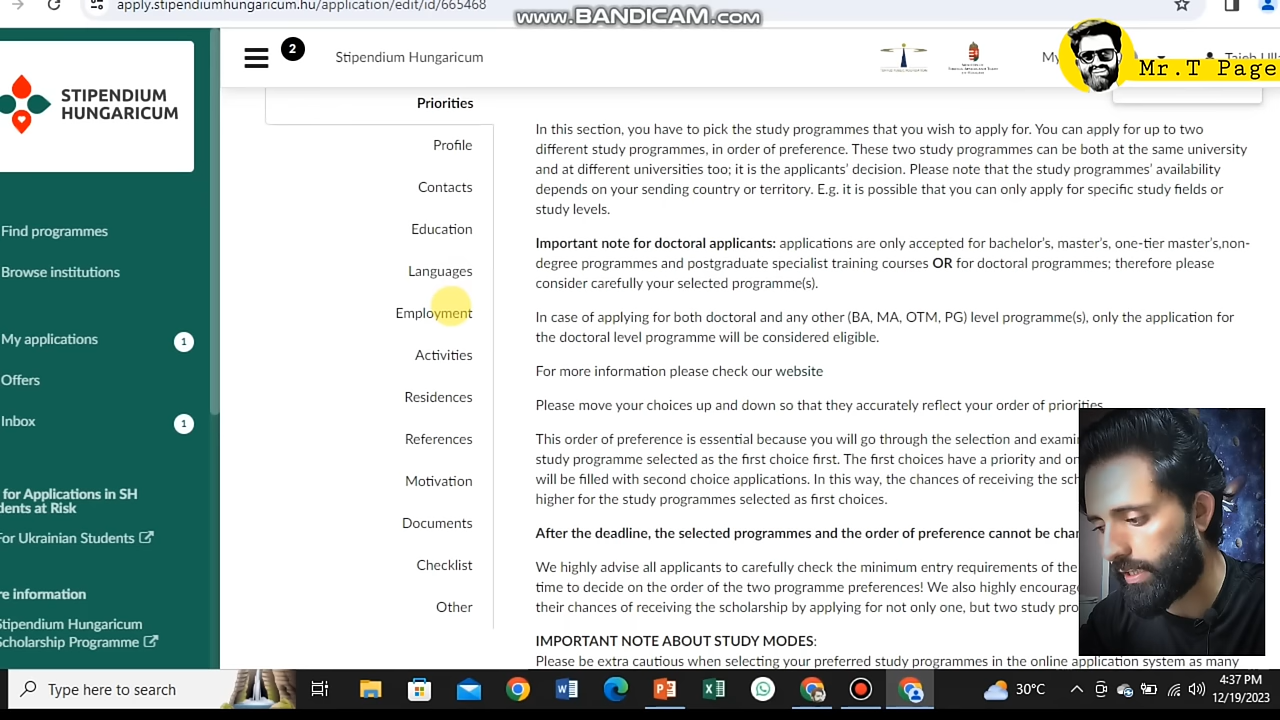 apply.stipendiumhungaricum.hu/application/edit/id/665468
www.BANDICAM.com
2
Stipendium Hungaricum
My
Mr.T Page
STIPENDIUM
HUNGARICUM
Find programmes
Browse institutions
My applications 1
Offers
Inbox 1
for Applications in SH
at Risk
For Ukrainian Students
information
Stipendium Hungaricum
Scholarship Programme
Priorities
Profile
Contacts
Education
Languages
Employment
Activities
Residences
References
Motivation
Documents
Checklist
Other
In this section, you have to pick the study programmes that you wish to apply for. You can apply for up to two
different study programmes, in order of preference. These two study programmes can be both at the same university
and at different universities too; it is the applicants' decision. Please note that the study programmes' availability
depends on your sending country or territory. E.g. it is possible that you can only apply for specific study fields or
study levels.
Important note for doctoral applicants: applications are only accepted for bachelor's, master's, one-tier master's,non-
degree programmes and postgraduate specialist training courses OR for doctoral programmes; therefore please
consider carefully your selected programme(s).
In case of applying for both doctoral and any other (BA, MA, OTM, PG) level programme(s), only the application for
the doctoral level programme will be considered eligible.
For more information please check our website
Please move your choices up and down so that they accurately reflect your order of priorities.
This order of preference is essential because you will go through the selection and
study programme selected as the first choice first. The first choices have a priority and
will be filled with second choice applications. In this way, the chances of receiving the
higher for the study programmes selected as first choices.
After the deadline, the selected programmes and the order of preference cannot be
We highly advise all applicants to carefully check the minimum entry requirements of the
time to decide on the order of the two programme preferences! We also highly
their chances of receiving the scholarship by applying for not only one, but two study
IMPORTANT NOTE ABOUT STUDY MODES:
Please be extra cautious when selecting your preferred study programmes in the online application system as many
Type here to search
30°C
4:37 PM
12/19/2023